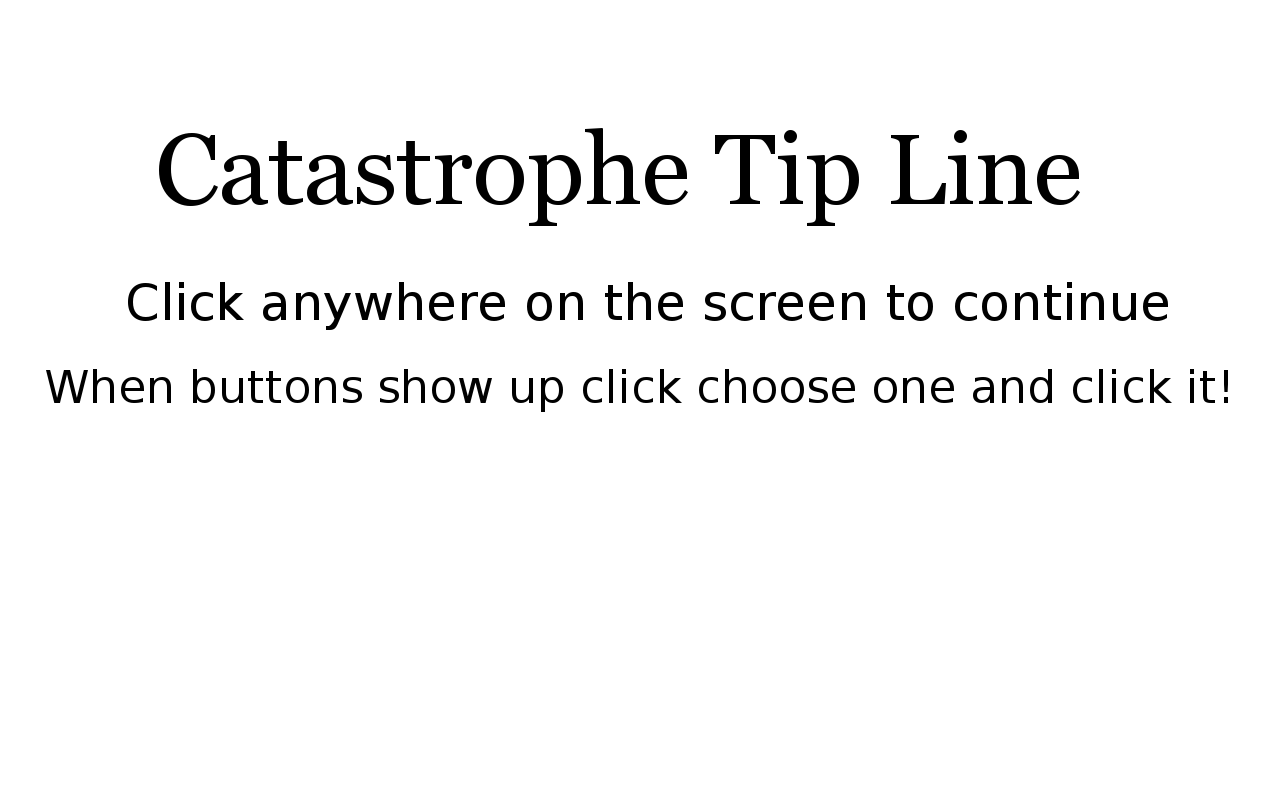 Catastrophe Tip Line
Click anywhere on the screen to continue
When buttons show up click choose one and click it!